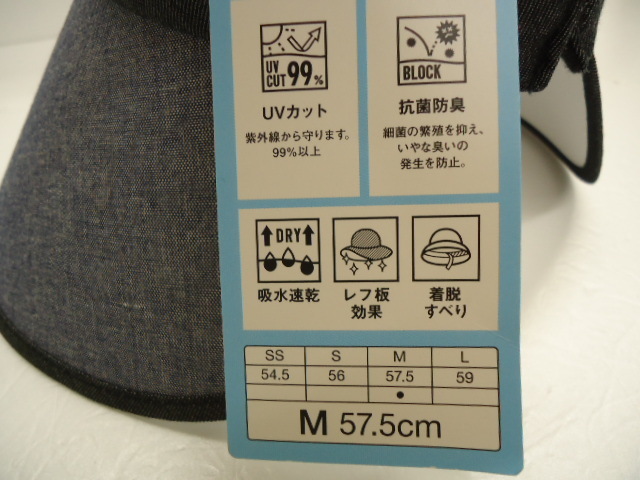 UV
CUT 99%
UVカット
紫外線から守ります。
99%以上
BLOCK
抗菌防臭
細菌の繁殖を抑え、
いやな臭いの
発生を防止。
DRY
吸水速乾
レフ板
効果
着脱
すべり
SS S M L
54.5 56 57.5 59
●
M 57.5cm